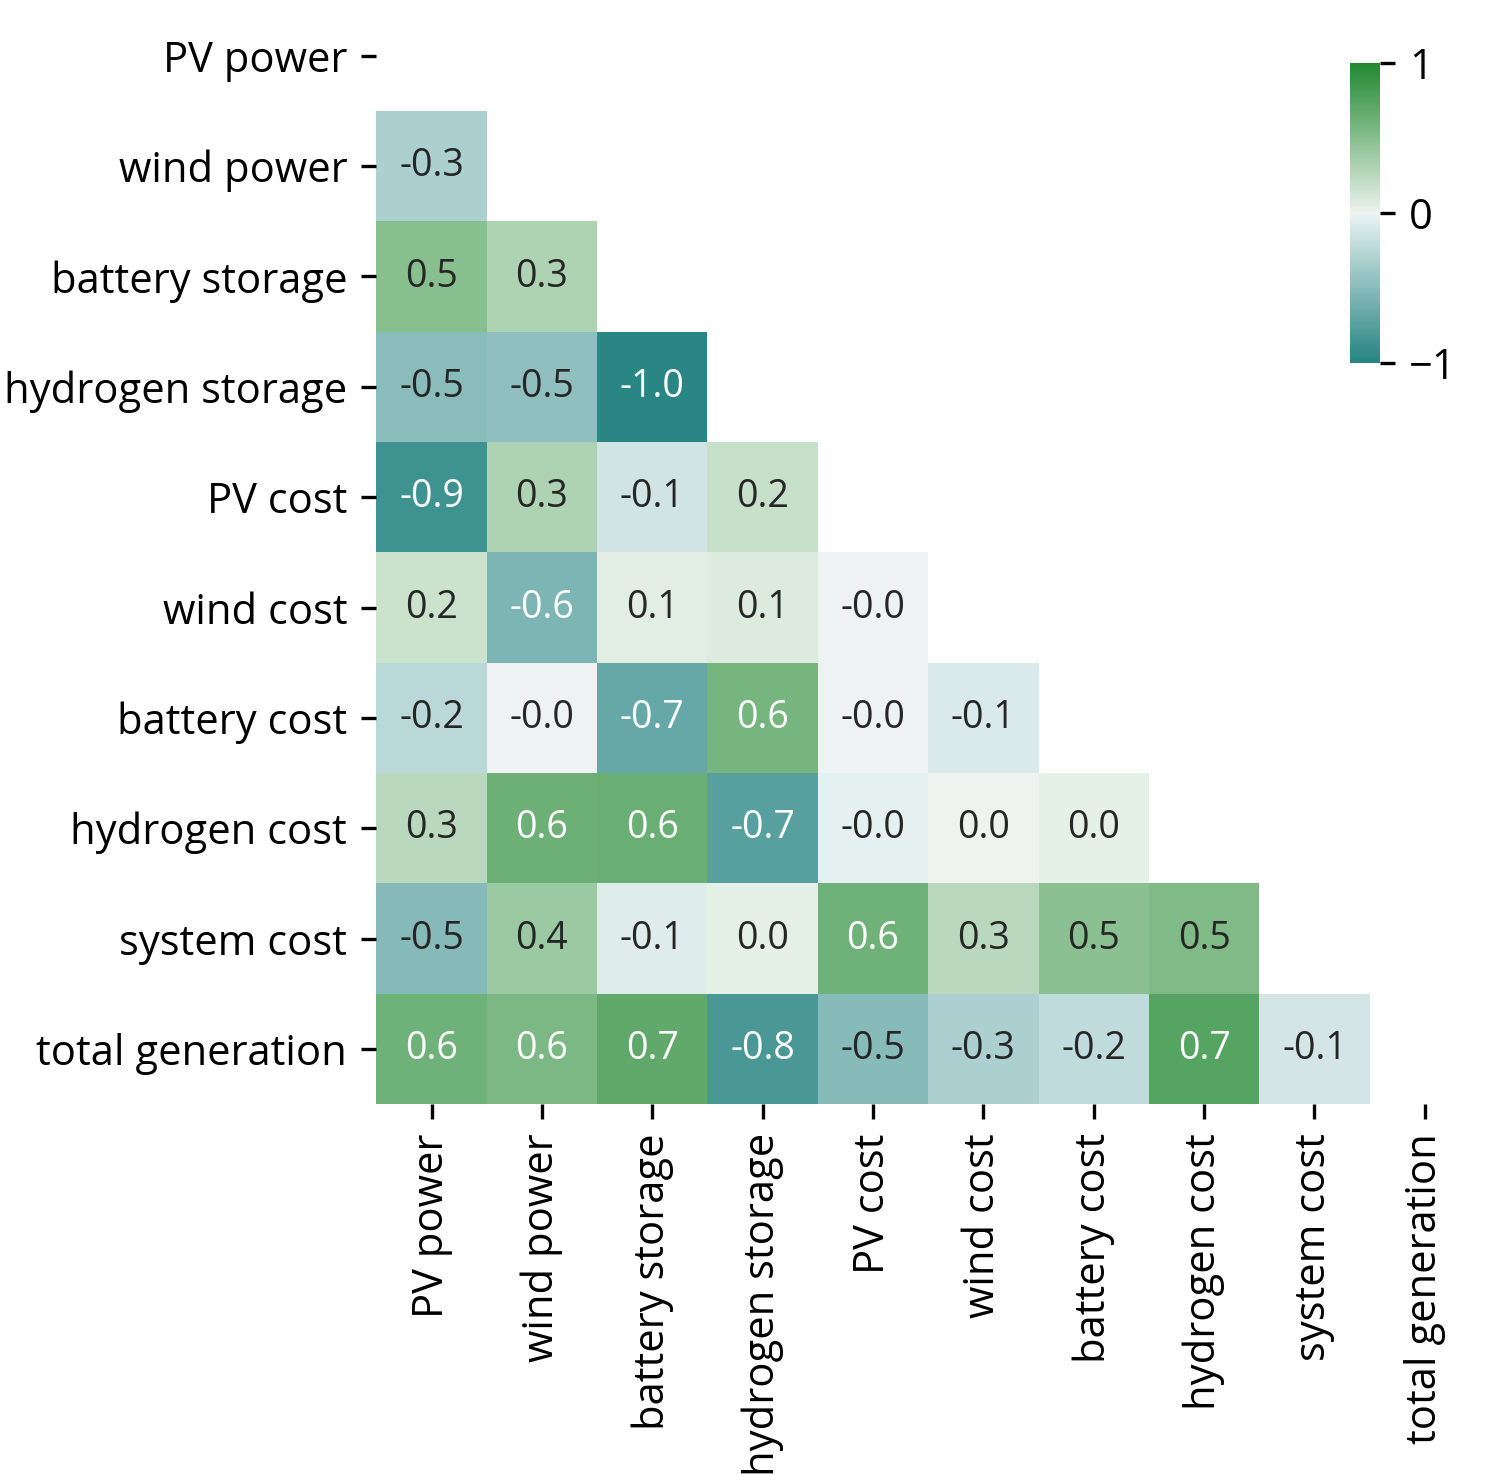 PV power
1
wind power -0.3
0
battery storage 0.5 0.3
−1
hydrogen storage -0.5 -0.5 -1.0
PV cost -0.9 0.3 -0.1 0.2
wind cost 0.2 -0.6 0.1 0.1 -0.0
battery cost -0.2 -0.0 -0.7 0.6 -0.0 -0.1
hydrogen cost 0.3 0.6 0.6 -0.7 -0.0 0.0 0.0
system cost -0.5 0.4 -0.1 0.0 0.6 0.3 0.5 0.5
total generation 0.6 0.6 0.7 -0.8 -0.5 -0.3 -0.2 0.7 -0.1
PV power
wind power
battery storage
hydrogen storage
PV cost
wind cost
battery cost
hydrogen cost
system cost
total generation